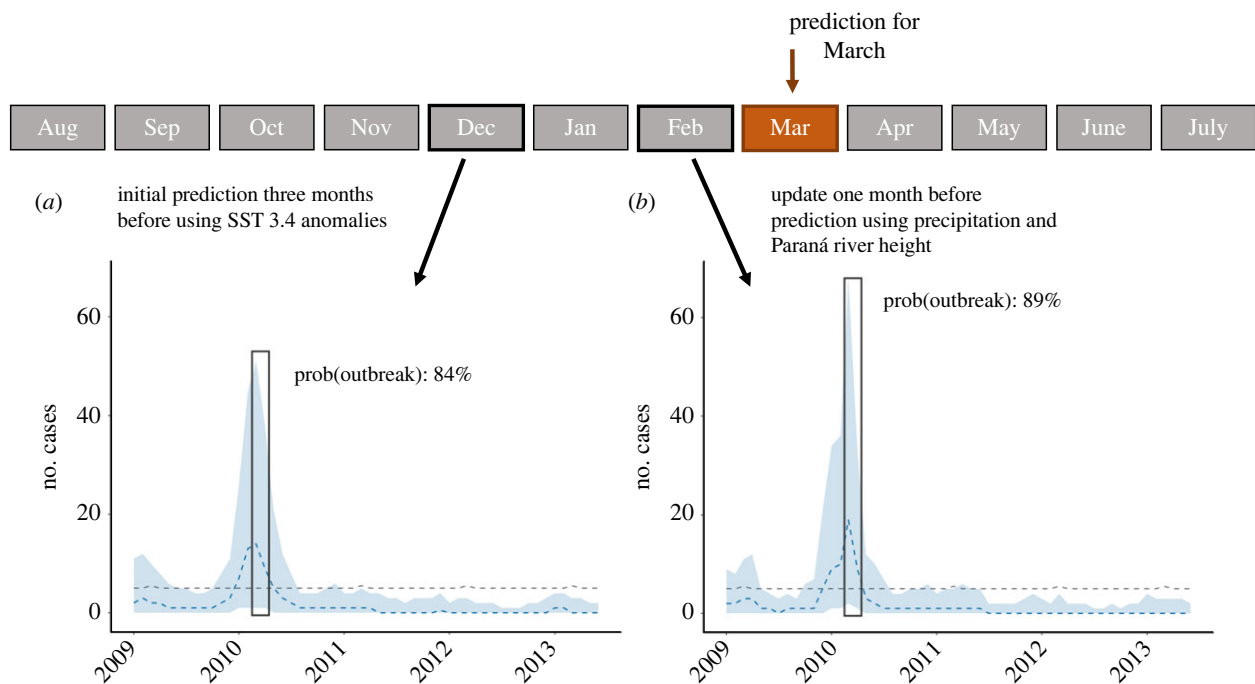 prediction for
March
Aug Sep Oct Nov Dec Jan Feb Mar Apr May June July
(a)
initial prediction three months
before using SST 3.4 anomalies
(b)
update one month before
prediction using precipitation and
Paraná river height
no. cases
60
40
20
0
prob(outbreak): 84%
2009 2010 2011 2012 2013
no. cases
60
40
20
0
prob(outbreak): 89%
2009 2010 2011 2012 2013